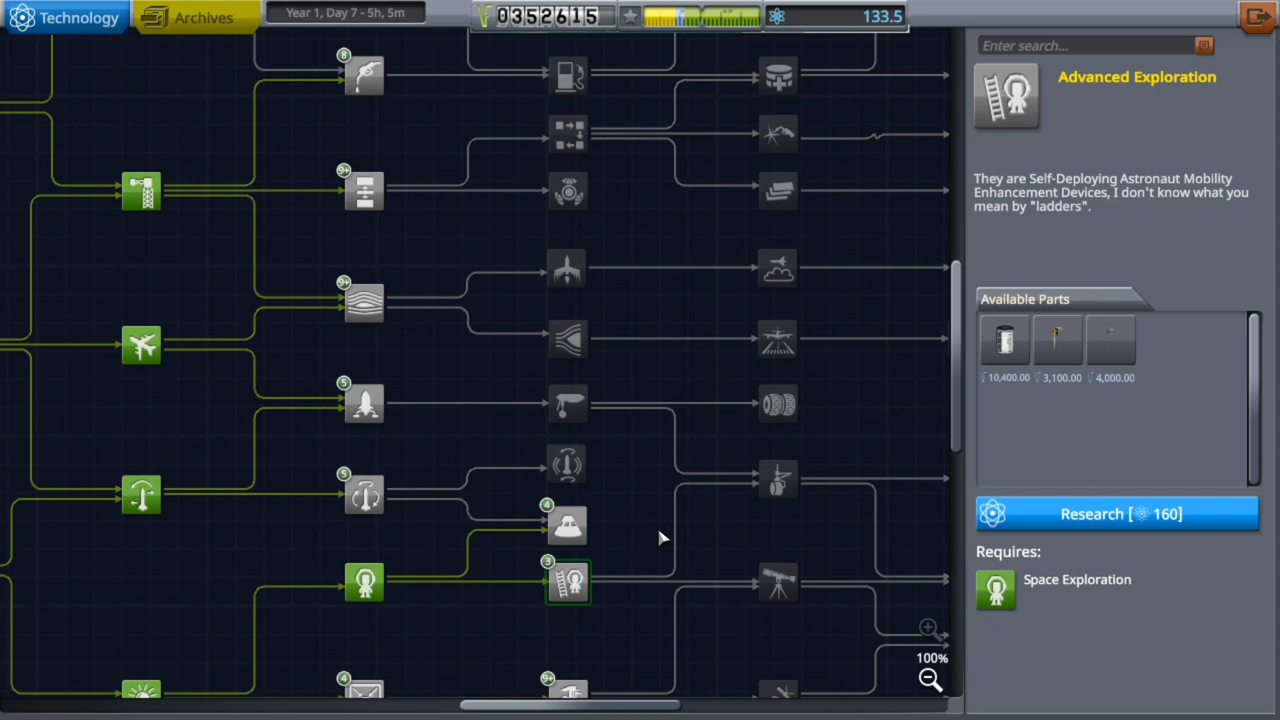 Technology
Archives
Year 1, Day 7 - 5h, 5m
0352615
133.5
Enter search...
Advanced Exploration
They are Self-Deploying Astronaut Mobility
Enhancement Devices, I don't know what you
mean by "ladders".
Available Parts
10,400.00
3,100.00
4,000.00
Research [160]
Requires:
Space Exploration
8
9+
9+
5
5
4
3
4
9+
100%